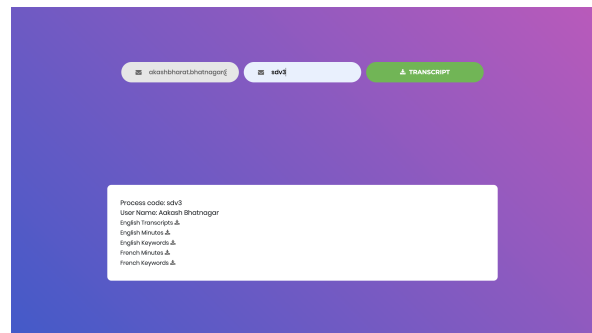 akashbharat.bhatnagar@
sdv3
TRANSCRIPT
Process code: sdv3
User Name: Aakash Bhatnagar
English Transcripts
English Minutes
English Keywords
French Minutes
French Keywords